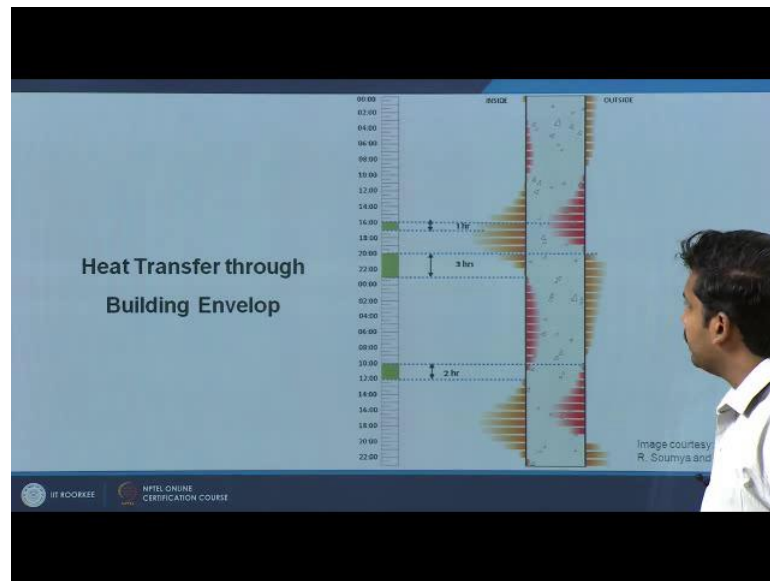 INSIDE
OUTSIDE
00:00
02:00
04:00
06:00
08:00
10:00
12:00
14:00
16:00
1 hr
18:00
20:00
3 hrs
22:00
00:00
02:00
04:00
06:00
08:00
10:00
2 hr
12:00
14:00
16:00
18:00
20:00
22:00
Heat Transfer through
Building Envelop
Image courtesy:
R. Soumya and
IIT ROORKEE
NPTEL ONLINE
CERTIFICATION COURSE